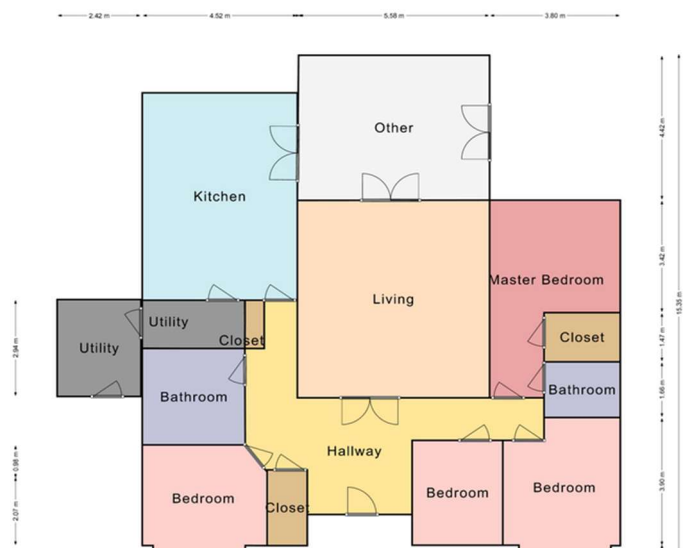 2.42 m
4.52 m
5.58 m
3.80 m
Other
4.42 m
Kitchen
Living
Master Bedroom
3.42 m
15.35 m
Utility
Utility
Closet
Closet
2.94 m
1.47 m
Bathroom
Bathroom
1.66 m
Hallway
0.98 m
Bedroom
Closet
Bedroom
Bedroom
2.07 m
3.90 m